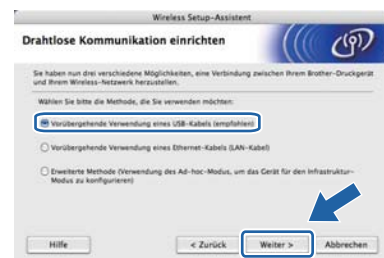 Wireless Setup-Assistent
Drahtlose Kommunikation einrichten
Sie haben nun drei verschiedene Möglichkeiten, eine Verbindung zwischen Ihrem Brother-Druckgerät
und Ihrem Wireless-Netzwerk herzustellen.
Wählen Sie bitte die Methode, die Sie verwenden möchten:
Vorübergehende Verwendung eines USB-Kabels (empfohlen)
Vorübergehende Verwendung eines Ethernet-Kabels (LAN-Kabel)
Erweiterte Methode (Verwendung des Ad-hoc-Modus, um das Gerät für den Infrastruktur-
Modus zu konfigurieren)
Hilfe < Zurück Weiter > Abbrechen